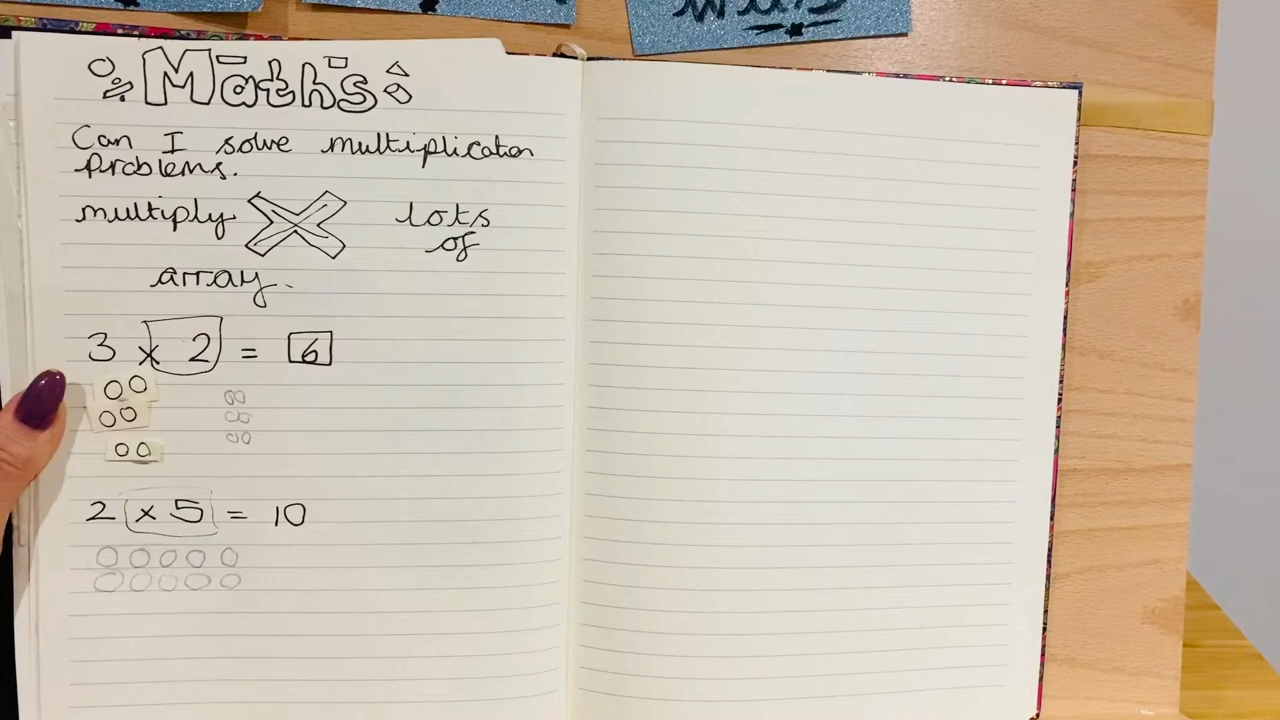 Maths
Can I solve multiplication
problems.
multiply X lots
of
array.
3 x 2 = 6
2 x 5 = 10